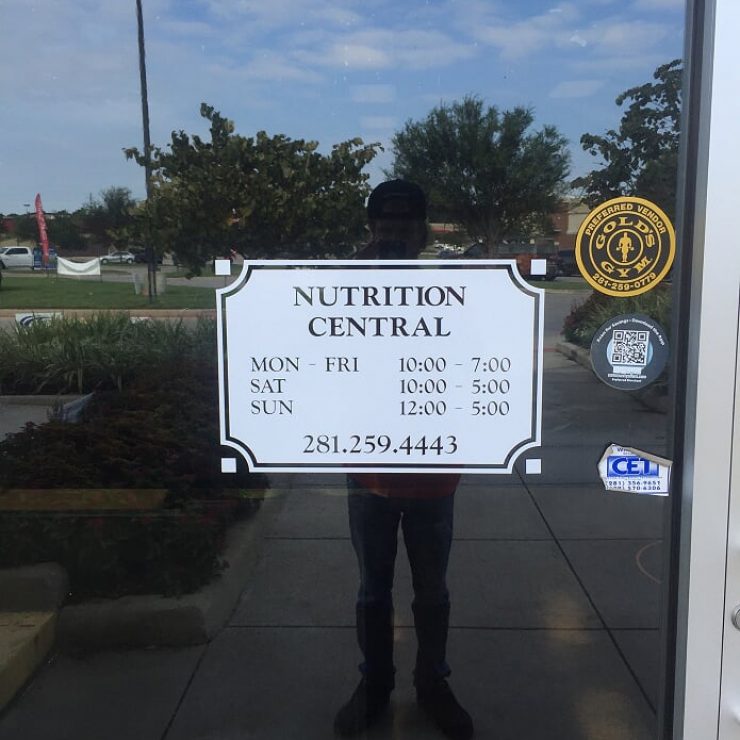 NUTRITION
CENTRAL
MON - FRI 10:00 - 7:00
SAT 10:00 - 5:00
SUN 12:00 - 5:00
281.259.4443
PREFERRED VENDOR
GOLD'S
GYM
281-259-0779
CET